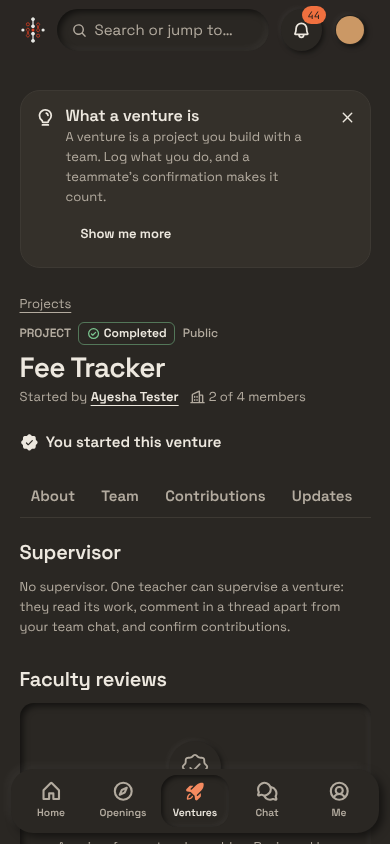 Search or jump to...
44
What a venture is
A venture is a project you build with a
team. Log what you do, and a
teammate's confirmation makes it
count.
Show me more
Projects
PROJECT Completed Public
Fee Tracker
Started by Ayesha Tester 2 of 4 members
You started this venture
About Team Contributions Updates
Supervisor
No supervisor. One teacher can supervise a venture:
they read its work, comment in a thread apart from
your team chat, and confirm contributions.
Faculty reviews
Home Openings Ventures Chat Me